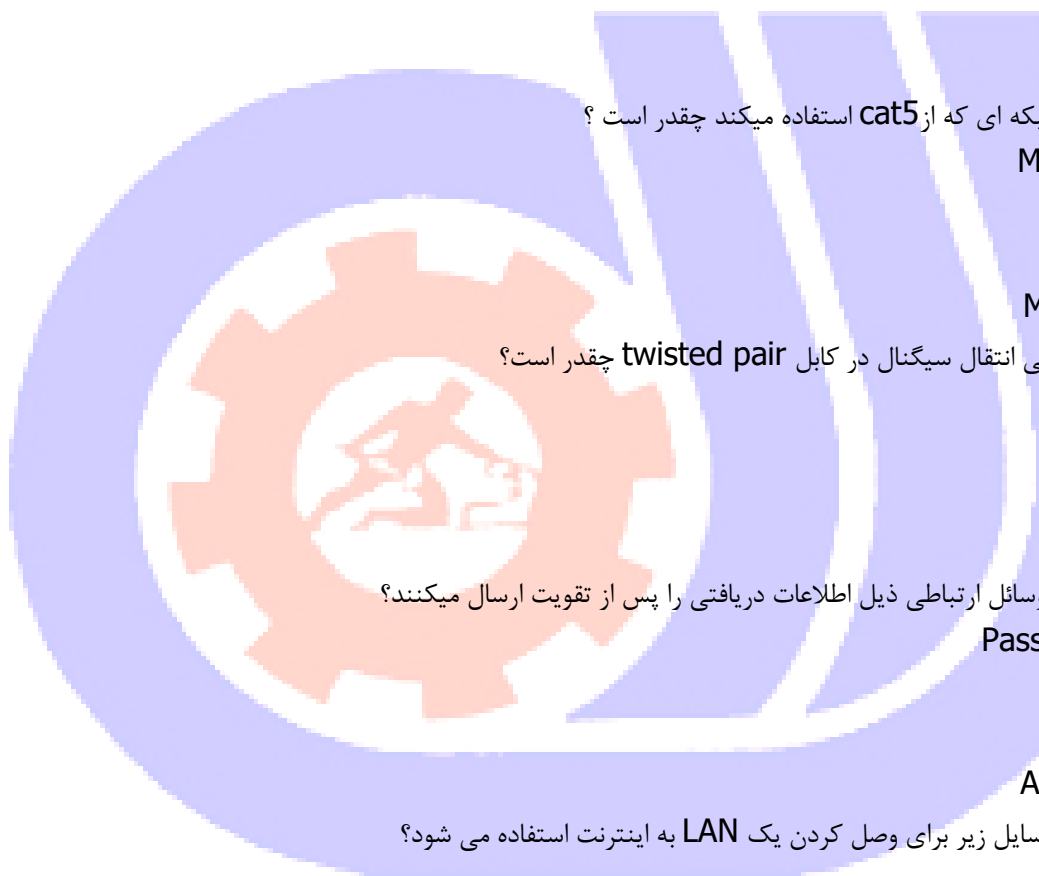 بکه ای که از cat5 استفاده میکند چقدر است ؟
M
M
ی انتقال سیگنال در کابل twisted pair چقدر است؟
وسائل ارتباطی ذیل اطلاعات دریافتی را پس از تقویت ارسال میکنند؟
Pass
A
سایل زیر برای وصل کردن یک LAN به اینترنت استفاده می شود؟